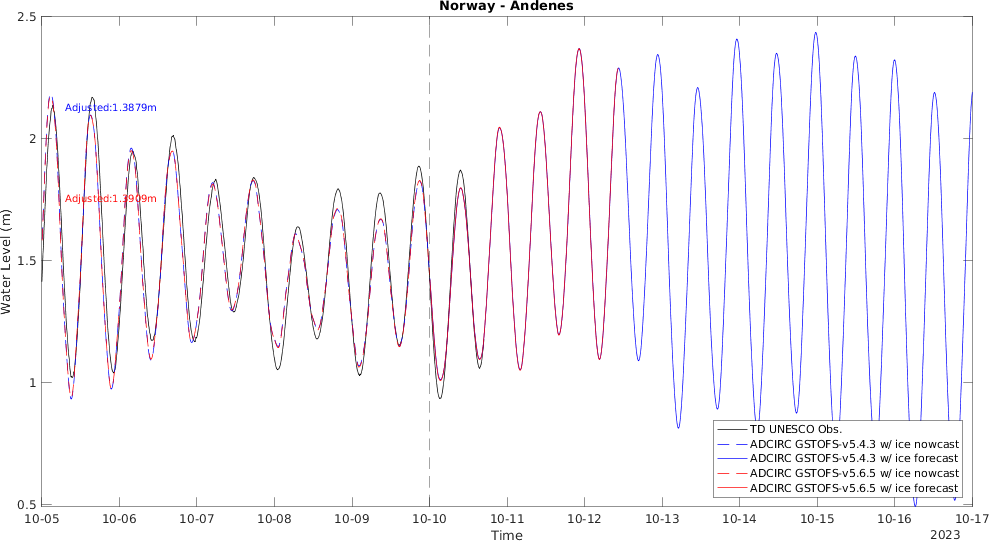 Norway - Andenes
2.5
2
1.5
1
0.5
Water Level (m)
Adjusted:1.3879m
Adjusted:1.3909m
TD UNESCO Obs.
ADCIRC GSTOFS-v5.4.3 w/ ice nowcast
ADCIRC GSTOFS-v5.4.3 w/ ice forecast
ADCIRC GSTOFS-v5.6.5 w/ ice nowcast
ADCIRC GSTOFS-v5.6.5 w/ ice forecast
10-05 10-06 10-07 10-08 10-09 10-10 10-11 10-12 10-13 10-14 10-15 10-16 10-17
Time
2023